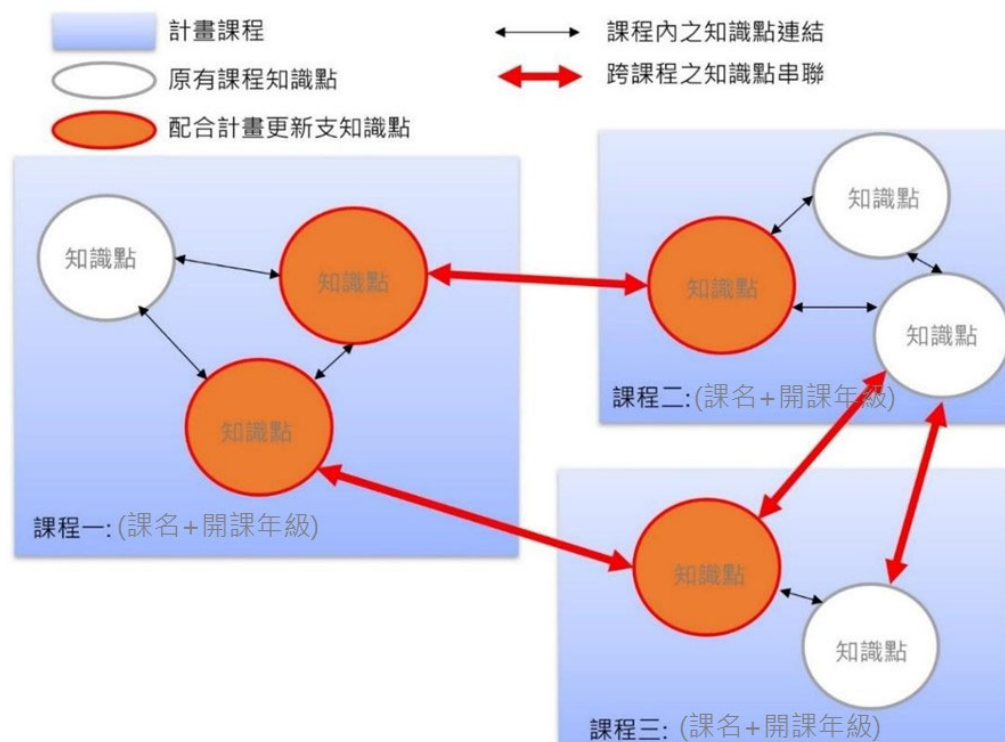 計畫課程
原有課程知識點
配合計畫更新支知識點
課程內之知識點連結
跨課程之知識點串聯
知識點
知識點
知識點
課程一: (課名+開課年級)
知識點
知識點
知識點
課程二: (課名+開課年級)
知識點
知識點
課程三: (課名+開課年級)